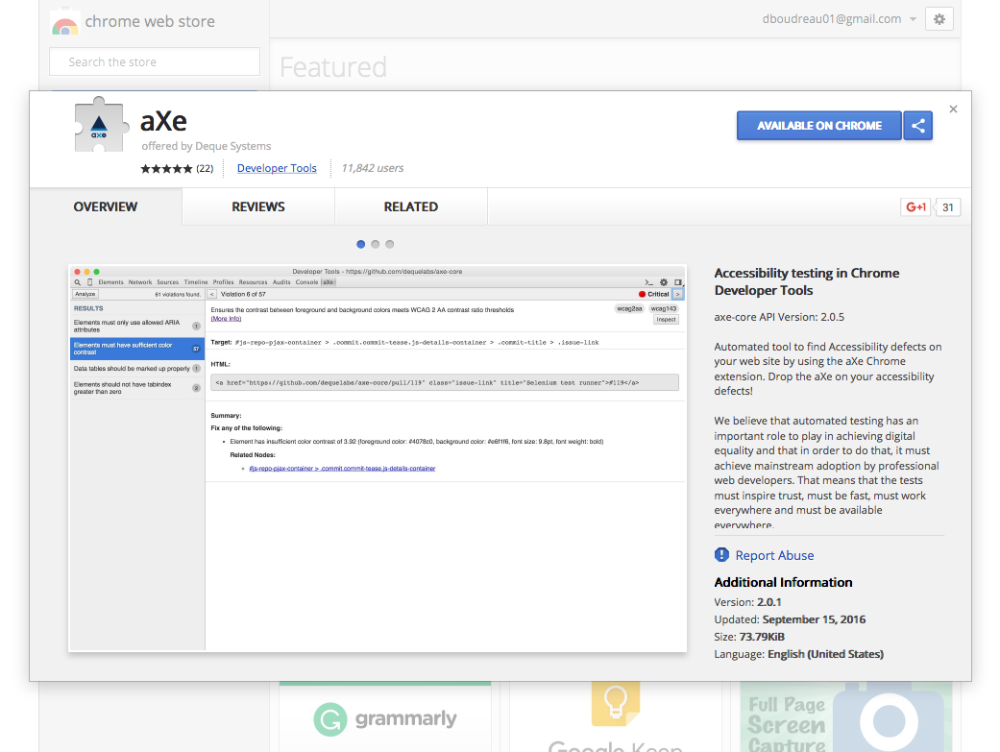 chrome web store
dboudreau01@gmail.com
Search the store
Featured
aXe
aXe
offered by Deque Systems
(22)
Developer Tools
11,842 users
AVAILABLE ON CHROME
OVERVIEW
REVIEWS
RELATED
G+1
31
Developer Tools - https://github.com/dequelabs/axe-core
Elements Network Sources Timeline Profiles Resources Audits Console aXe
Analyze
61 violations found.
< Violation 6 of 57
Critical >
RESULTS
Elements must only use allowed ARIA
attributes
1
Elements must have sufficient color
contrast
57
Data tables should be marked up properly
1
Elements should not have tabindex
greater than zero
2
Ensures the contrast between foreground and background colors meets WCAG 2 AA contrast ratio thresholds
(More Info)
wcag2aa wcag143
Inspect
Target: #js-repo-pjax-container > .commit.commit-tease.js-details-container > .commit-title > .issue-link
HTML:
<a href="https://github.com/dequelabs/axe-core/pull/119" class="issue-link" title="Selenium test runner">#119</a>
Summary:
Fix any of the following:
• Element has insufficient color contrast of 3.92 (foreground color: #4078c0, background color: #e6f1f6, font size: 9.8pt, font weight: bold)
Related Nodes:
• #js-repo-pjax-container > .commit.commit-tease.js-details-container
Accessibility testing in Chrome
Developer Tools
axe-core API Version: 2.0.5
Automated tool to find Accessibility defects on
your web site by using the aXe Chrome
extension. Drop the aXe on your accessibility
defects!
We believe that automated testing has an
important role to play in achieving digital
equality and that in order to do that, it must
achieve mainstream adoption by professional
web developers. That means that the tests
must inspire trust, must be fast, must work
everywhere and must be available
everywhere.
Report Abuse
Additional Information
Version: 2.0.1
Updated: September 15, 2016
Size: 73.79KiB
Language: English (United States)
grammarly
Google Keep
Full Page
Screen
Capture